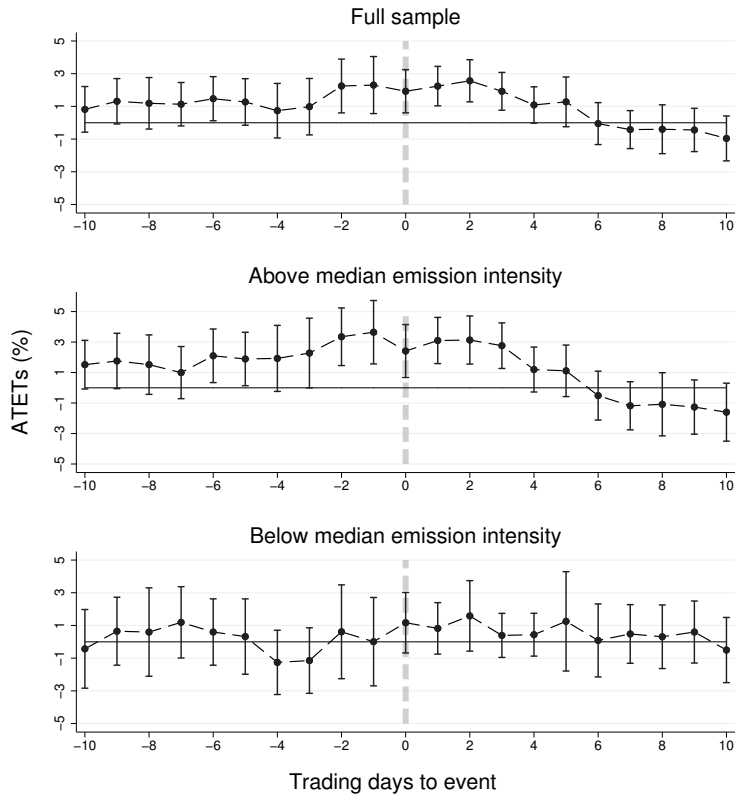 Full sample
5
3
1
−1
−3
−5
−10 −8 −6 −4 −2 0 2 4 6 8 10
Above median emission intensity
ATETs (%)
5
3
1
−1
−3
−5
−10 −8 −6 −4 −2 0 2 4 6 8 10
Below median emission intensity
5
3
1
−1
−3
−5
−10 −8 −6 −4 −2 0 2 4 6 8 10
Trading days to event